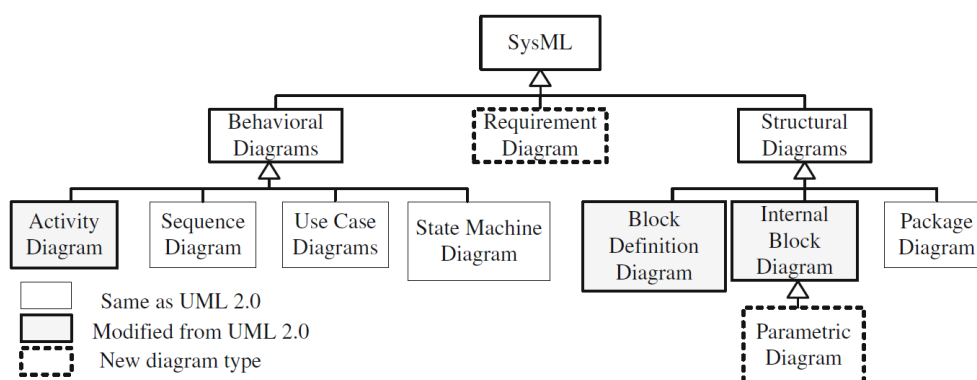 SysML
Behavioral
Diagrams
Requirement
Diagram
Structural
Diagrams
Activity
Diagram
Sequence
Diagram
Use Case
Diagrams
State Machine
Diagram
Block
Definition
Diagram
Internal
Block
Diagram
Package
Diagram
Parametric
Diagram
Same as UML 2.0
Modified from UML 2.0
New diagram type